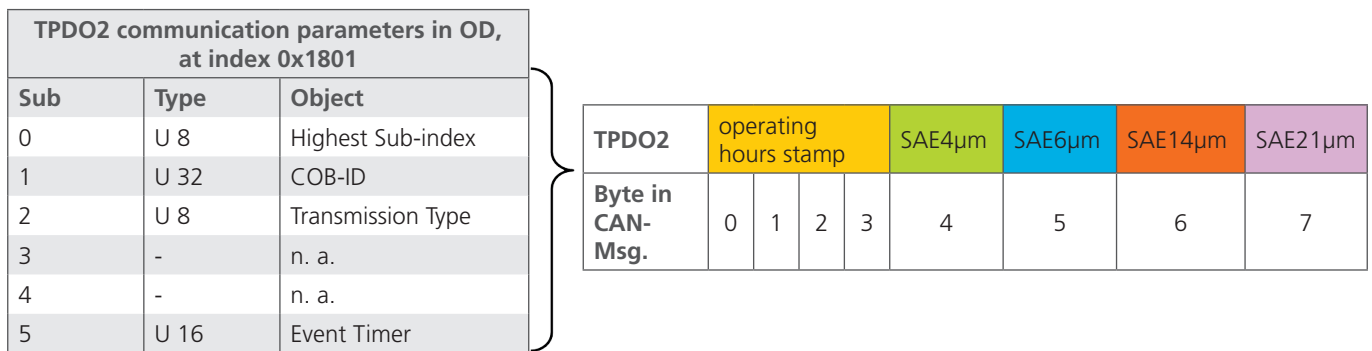 TPDO2 communication parameters in OD,
at index 0x1801
Sub Type Object
0 U 8 Highest Sub-index
1 U 32 COB-ID
2 U 8 Transmission Type
3 - n. a.
4 - n. a.
5 U 16 Event Timer
TPDO2 operating hours stamp SAE4µm SAE6µm SAE14µm SAE21µm
Byte in
CAN-
Msg. 0 1 2 3 4 5 6 7